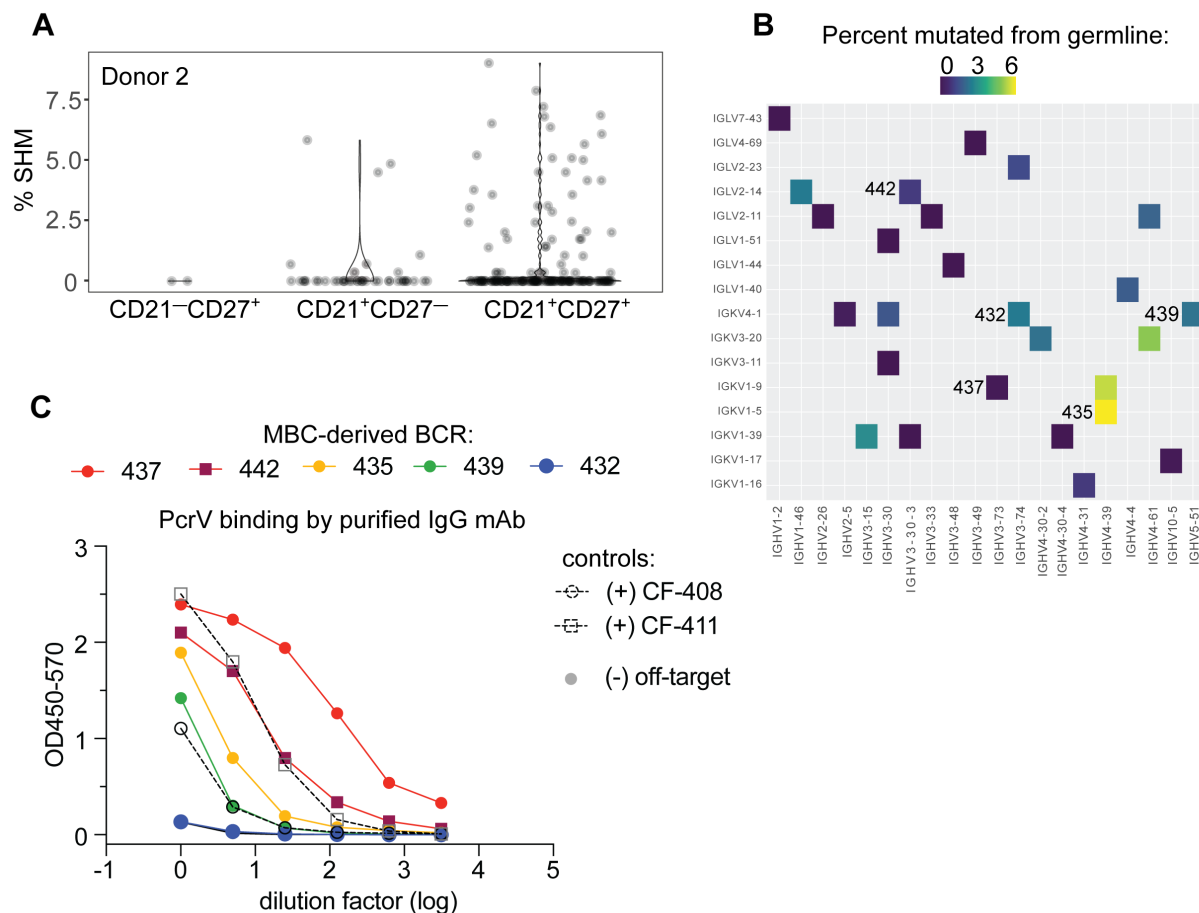 A
Donor 2
% SHM
7.5
5.0
2.5
0
CD21—CD27+
CD21+CD27—
CD21+CD27+
B
Percent mutated from germline:
0 3 6
IGLV7-43
IGLV4-69
IGLV2-23
IGLV2-14
IGLV2-11
IGLV1-51
IGLV1-44
IGLV1-40
IGKV4-1
IGKV3-20
IGKV3-11
IGKV1-9
IGKV1-5
IGKV1-39
IGKV1-17
IGKV1-16
442
432
439
437
435
IGHV1-2
IGHV1-46
IGHV2-26
IGHV2-5
IGHV3-15
IGHV3-30
IGHV3-30-3
IGHV3-33
IGHV3-48
IGHV3-49
IGHV3-73
IGHV3-74
IGHV4-30-2
IGHV4-30-4
IGHV4-31
IGHV4-39
IGHV4-4
IGHV4-61
IGHV10-5
IGHV5-51
C
MBC-derived BCR:
437 442 435 439 432
PcrV binding by purified IgG mAb
OD450-570
3
2
1
0
-1 0 1 2 3 4 5
dilution factor (log)
controls:
(+) CF-408
(+) CF-411
(-) off-target